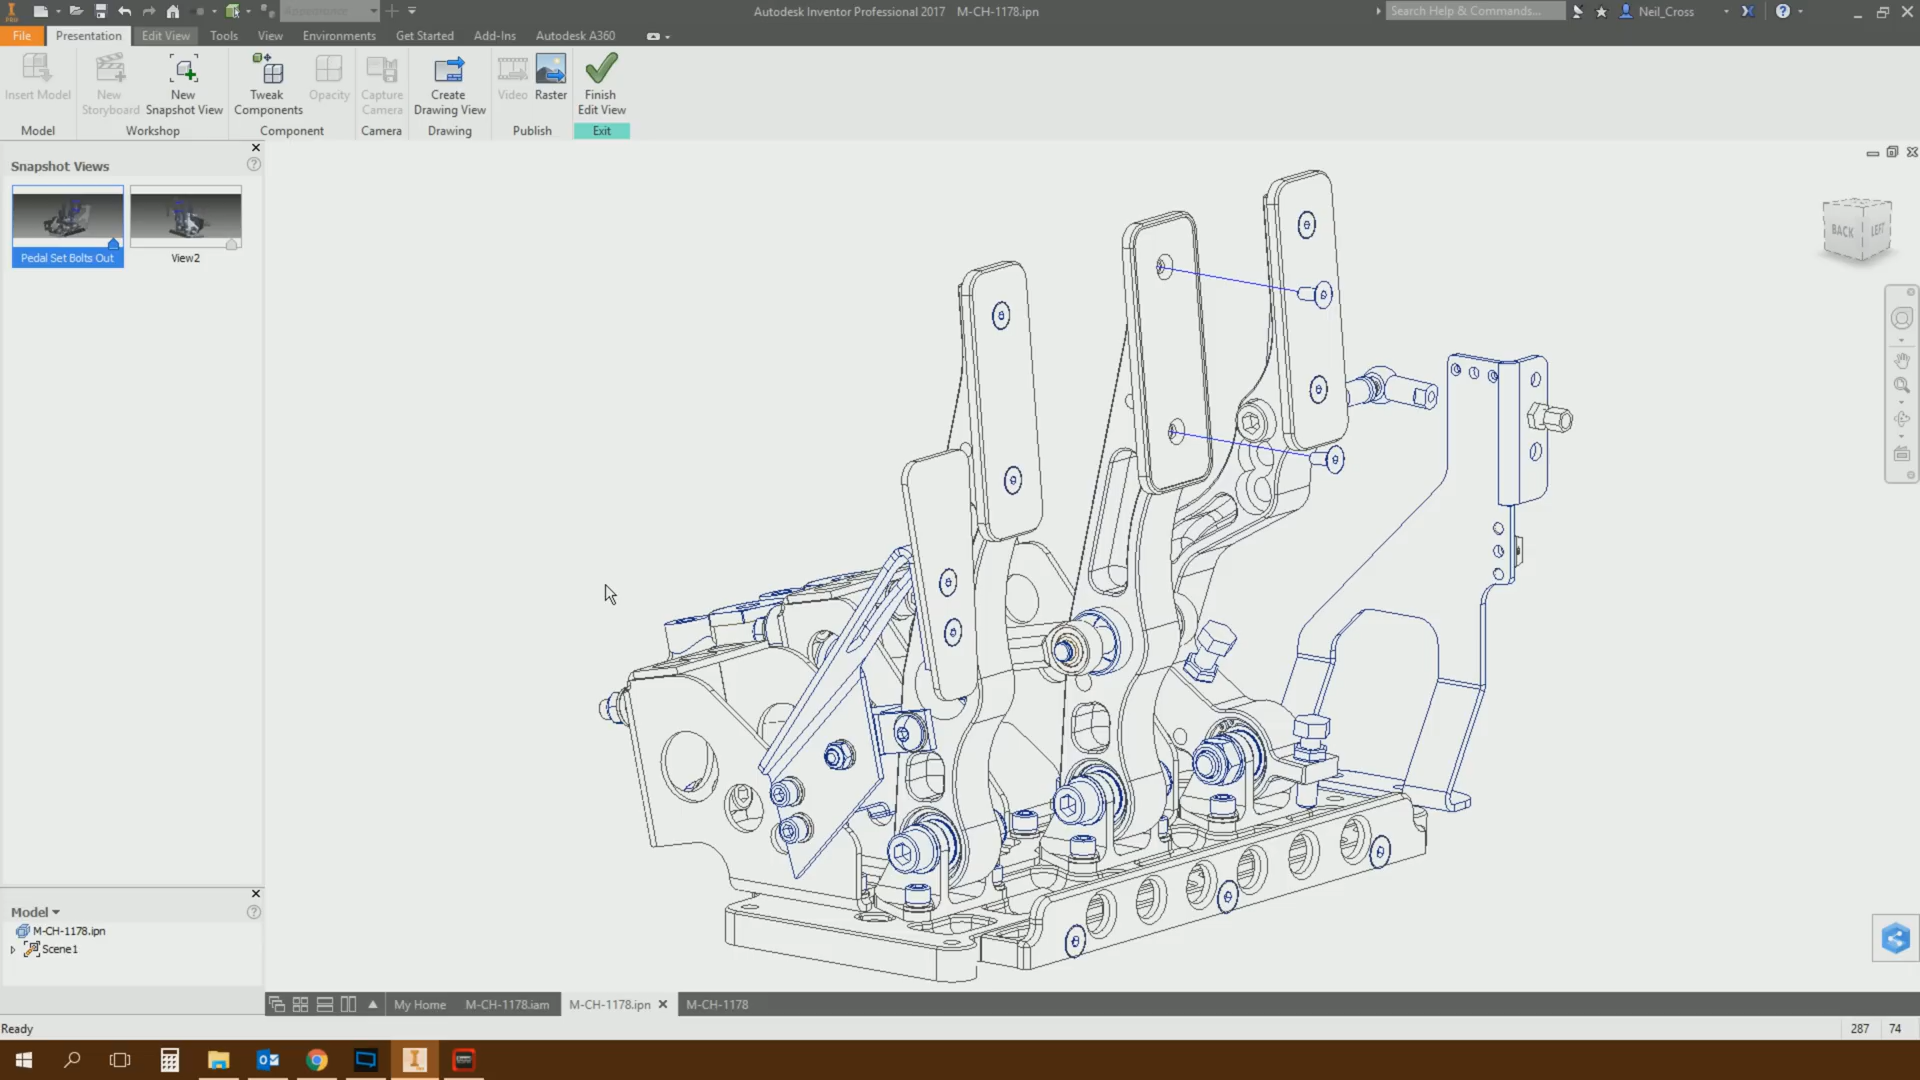 Appearance
Autodesk Inventor Professional 2017 M-CH-1178.ipn
Search Help & Commands...
Neil_Cross
PRO
File
Presentation
Edit View
Tools
View
Environments
Get Started
Add-Ins
Autodesk A360
Insert Model
New
Storyboard
New
Snapshot View
Tweak
Components
Opacity
Capture
Camera
Create
Drawing View
Video
Raster
Finish
Edit View
Model
Workshop
Component
Camera
Drawing
Publish
Exit
Snapshot Views
Pedal Set Bolts Out
View2
BACK
LEFT
Model
M-CH-1178.ipn
Scene1
My Home
M-CH-1178.iam
M-CH-1178.ipn
M-CH-1178
Ready
287
74